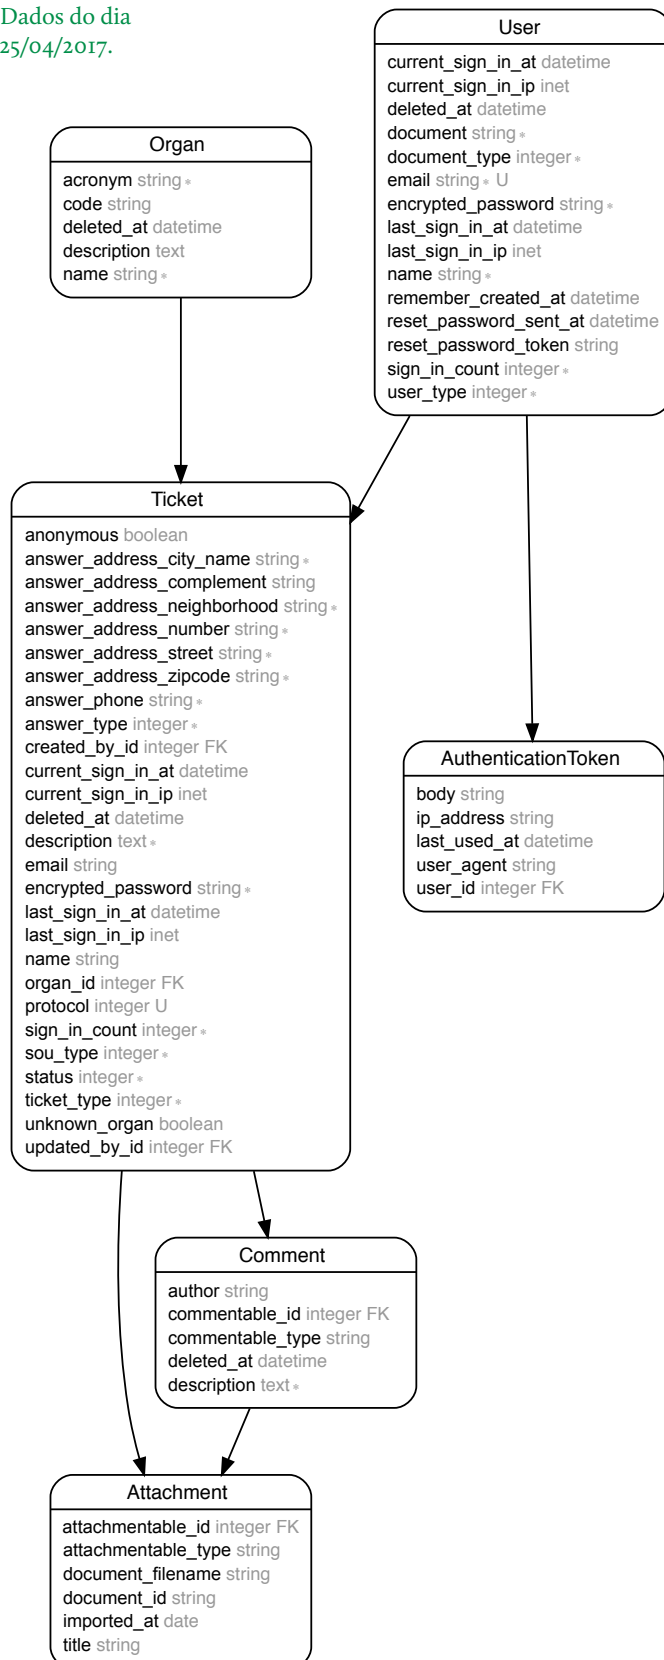 Dados do dia
25/04/2017.
User
current_sign_in_at datetime
current_sign_in_ip inet
deleted_at datetime
document string *
document_type integer *
email string * U
encrypted_password string *
last_sign_in_at datetime
last_sign_in_ip inet
name string *
remember_created_at datetime
reset_password_sent_at datetime
reset_password_token string
sign_in_count integer *
user_type integer *
Organ
acronym string *
code string
deleted_at datetime
description text
name string *
Ticket
anonymous boolean
answer_address_city_name string *
answer_address_complement string
answer_address_neighborhood string *
answer_address_number string *
answer_address_street string *
answer_address_zipcode string *
answer_phone string *
answer_type integer *
created_by_id integer FK
current_sign_in_at datetime
current_sign_in_ip inet
deleted_at datetime
description text *
email string
encrypted_password string *
last_sign_in_at datetime
last_sign_in_ip inet
name string
organ_id integer FK
protocol integer U
sign_in_count integer *
sou_type integer *
status integer *
ticket_type integer *
unknown_organ boolean
updated_by_id integer FK
AuthenticationToken
body string
ip_address string
last_used_at datetime
user_agent string
user_id integer FK
Comment
author string
commentable_id integer FK
commentable_type string
deleted_at datetime
description text *
Attachment
attachmentable_id integer FK
attachmentable_type string
document_filename string
document_id string
imported_at date
title string